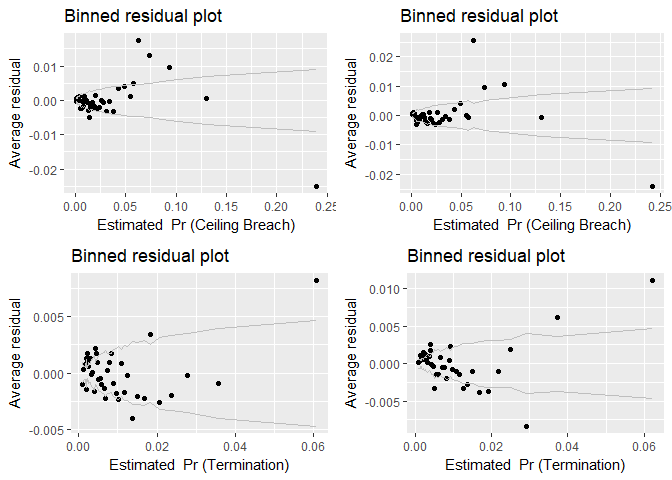 Binned residual plot
Average residual
0.01
0.00
-0.01
-0.02
0.00 0.05 0.10 0.15 0.20 0.25
Estimated Pr (Ceiling Breach)
Binned residual plot
Average residual
0.02
0.01
0.00
-0.01
-0.02
0.00 0.05 0.10 0.15 0.20 0.25
Estimated Pr (Ceiling Breach)
Binned residual plot
Average residual
0.005
0.000
-0.005
0.00 0.02 0.04 0.06
Estimated Pr (Termination)
Binned residual plot
Average residual
0.010
0.005
0.000
-0.005
0.00 0.02 0.04 0.06
Estimated Pr (Termination)